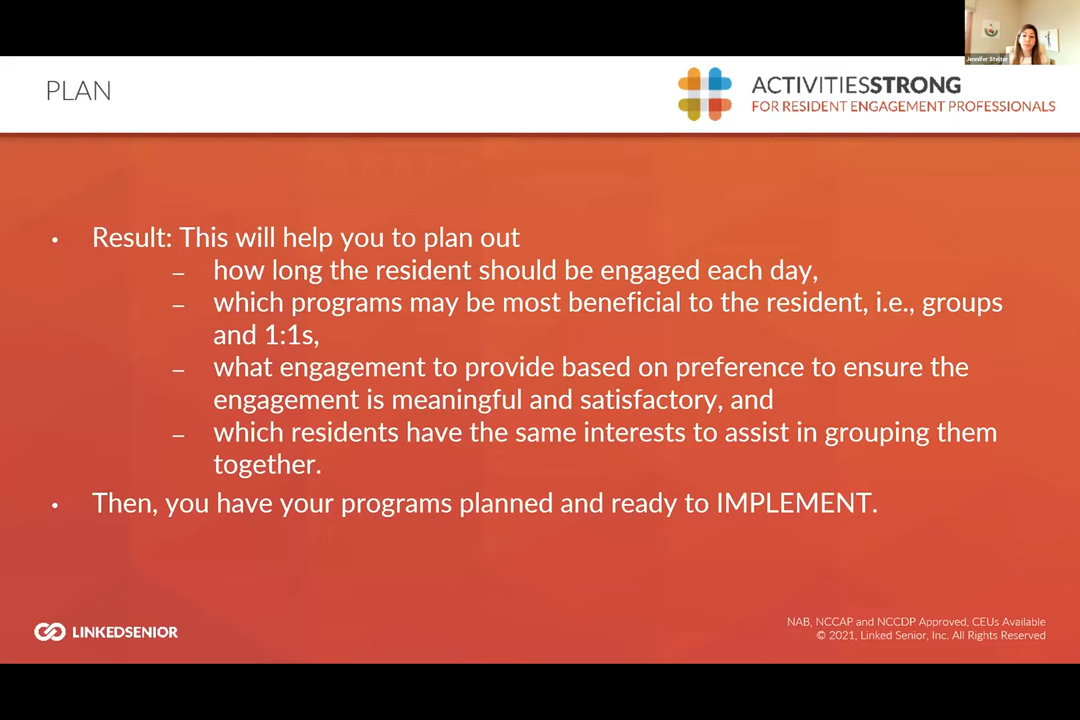 Jennifer Stelter
PLAN
ACTIVITIESSTRONG
FOR RESIDENT ENGAGEMENT PROFESSIONALS
• Result: This will help you to plan out
– how long the resident should be engaged each day,
– which programs may be most beneficial to the resident, i.e., groups
and 1:1s,
– what engagement to provide based on preference to ensure the
engagement is meaningful and satisfactory, and
– which residents have the same interests to assist in grouping them
together.
• Then, you have your programs planned and ready to IMPLEMENT.
LINKEDSENIOR
NAB, NCCAP and NCCDP Approved, CEUs Available
© 2021, Linked Senior, Inc. All Rights Reserved